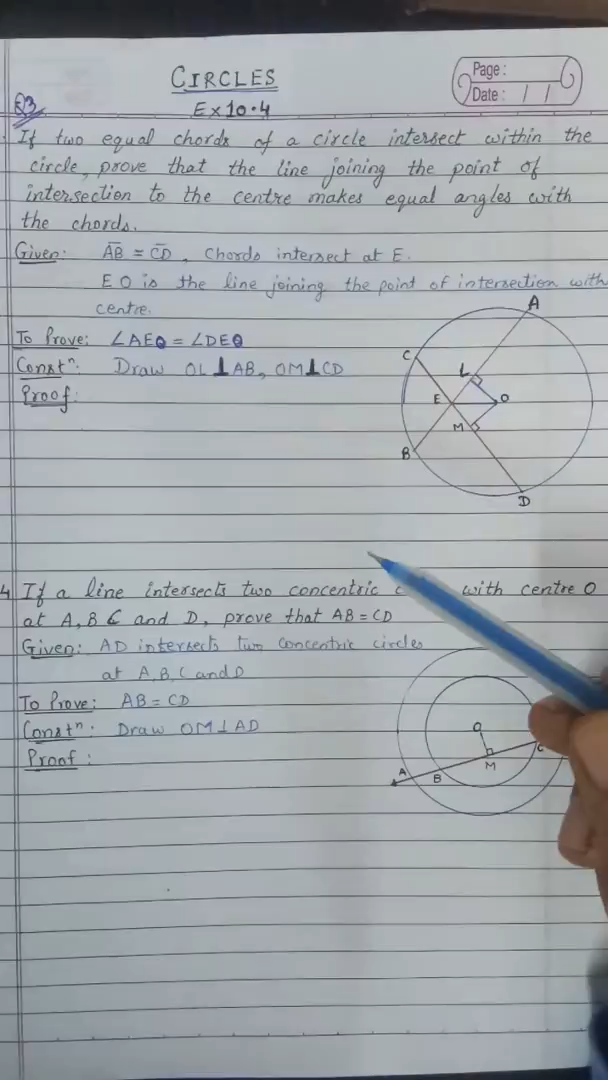 CIRCLES
Page :
Date : / /
Q3
Ex 10.4
If two equal chords of a circle intersect within the
circle, prove that the line joining the point of
intersection to the centre makes equal angles with
the chords.
Given: AB = CD, Chords intersect at E.
EO is the line joining the point of intersection with
centre.
To Prove: ∠AEO = ∠DEO
Constⁿ: Draw OL⊥AB, OM⊥CD
Proof:
A
C
L
E
O
M
B
D
4 If a line intersects two concentric with centre O
at A, B C and D, prove that AB = CD
Given: AD intersects two concentric circles
at A, B, C and D
To Prove: AB = CD
Constⁿ: Draw OM⊥AD
Proof :
O
C
M
A
B